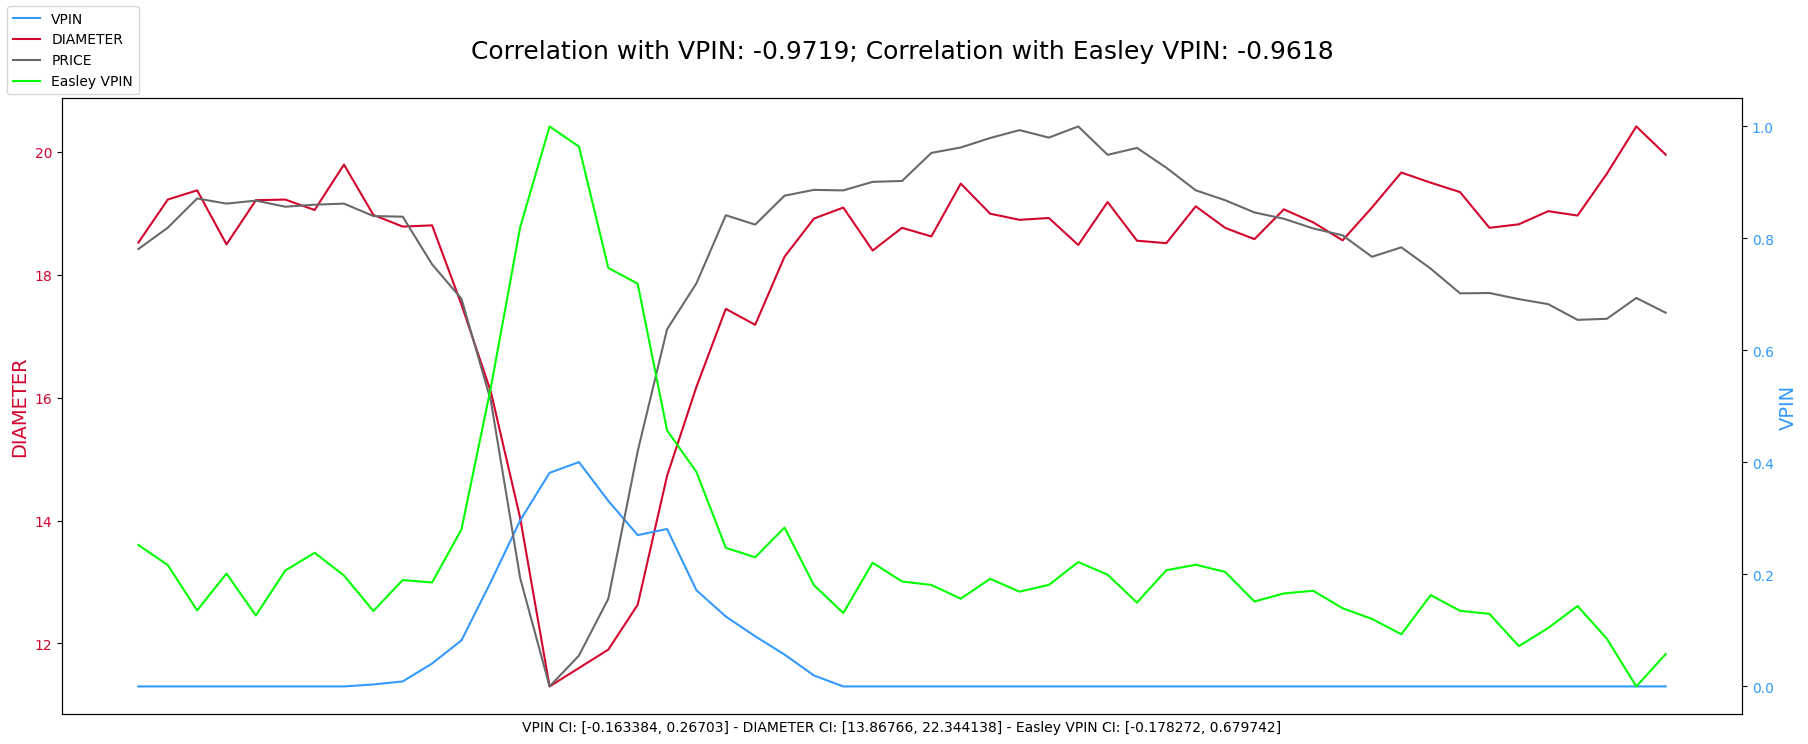 VPIN
DIAMETER
PRICE
Easley VPIN
Correlation with VPIN: -0.9719; Correlation with Easley VPIN: -0.9618
DIAMETER
20
18
16
14
12
1.0
0.8
0.6
0.4
0.2
0.0
VPIN
VPIN CI: [-0.163384, 0.26703] - DIAMETER CI: [13.86766, 22.344138] - Easley VPIN CI: [-0.178272, 0.679742]